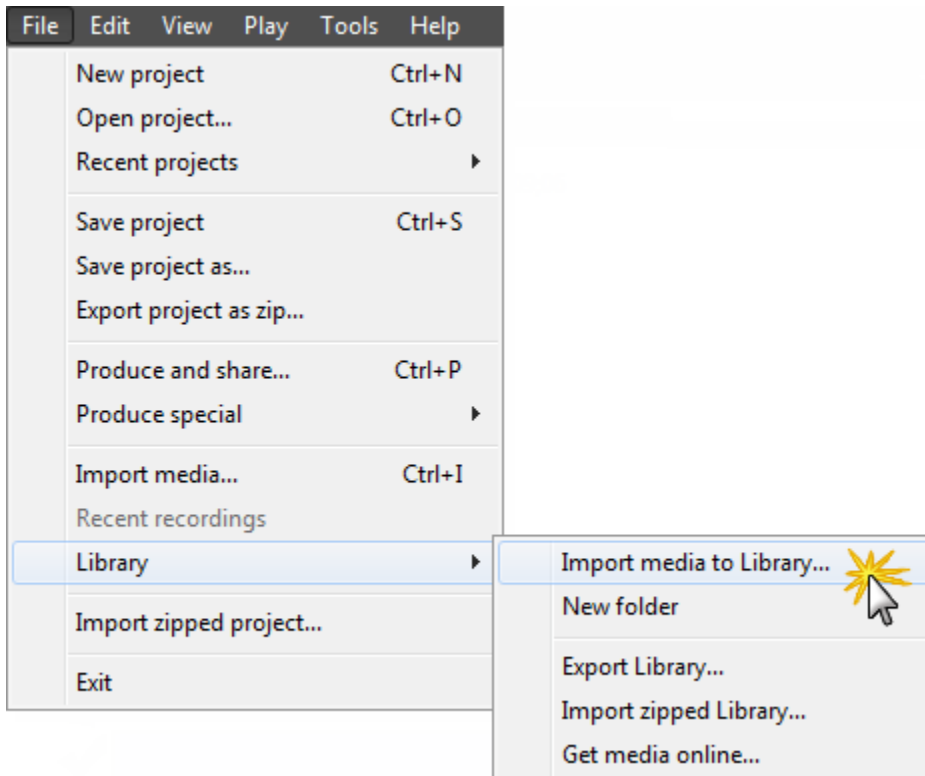 File Edit View Play Tools Help
New project Ctrl+N
Open project... Ctrl+O
Recent projects
Save project Ctrl+S
Save project as...
Export project as zip...
Produce and share... Ctrl+P
Produce special
Import media... Ctrl+I
Recent recordings
Library
Import zipped project...
Exit
Import media to Library...
New folder
Export Library...
Import zipped Library...
Get media online...